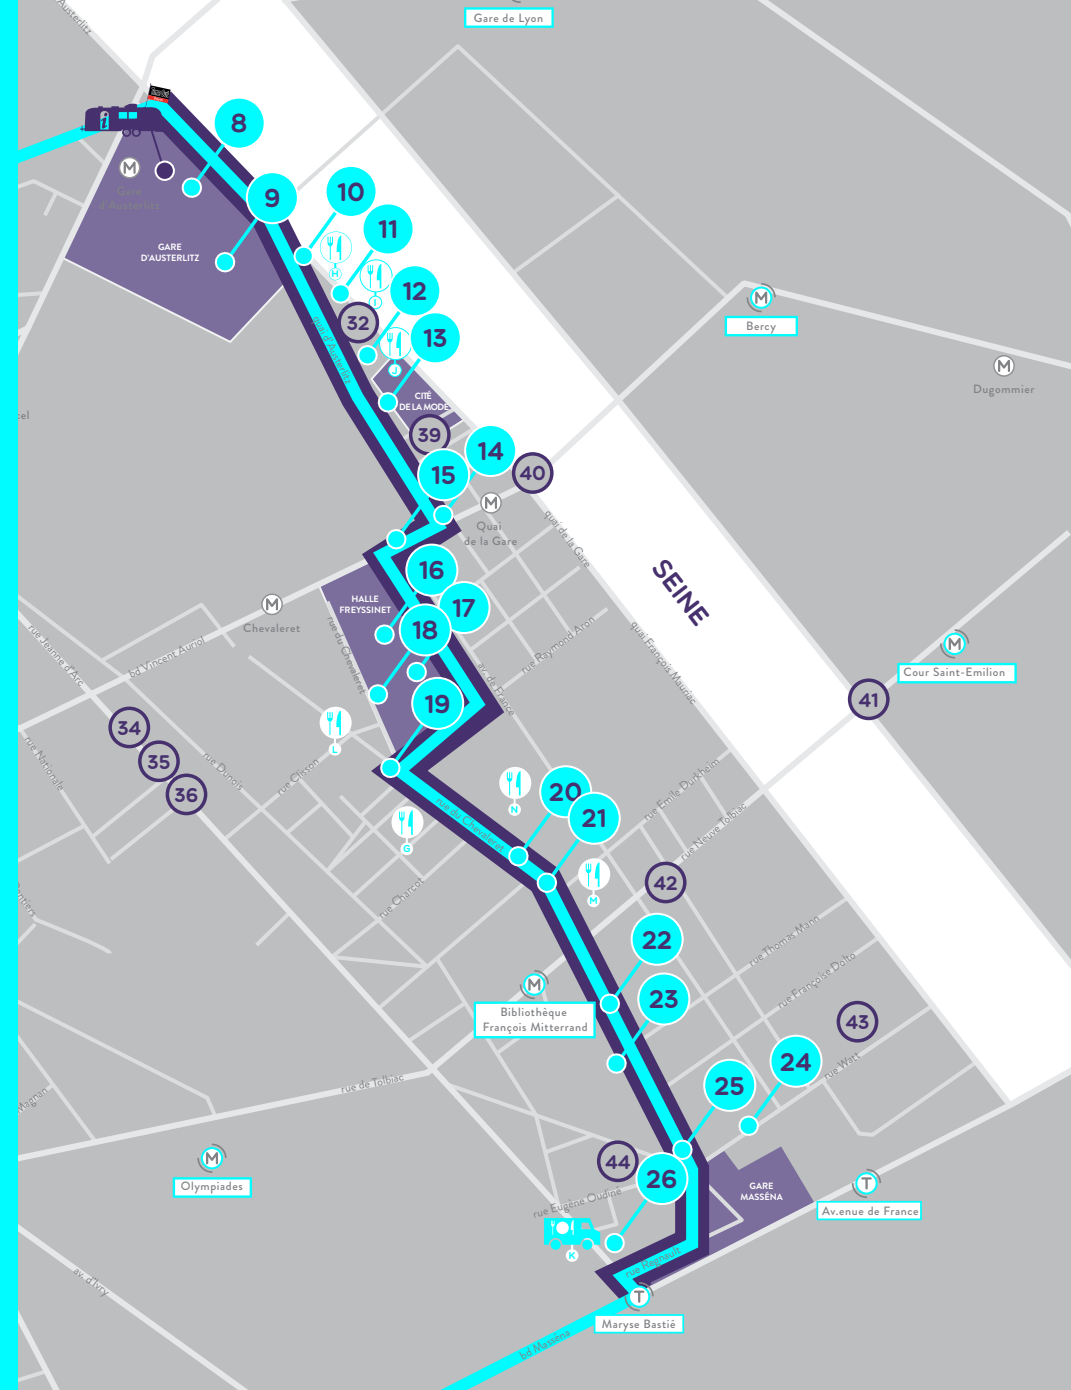 Austerlitz
Gare de Lyon
i
8
M
Gare
d'Austerlitz
9
10
11
GARE
D'AUSTERLITZ
H
I
12
M
Bercy
32
13
quai d'Austerlitz
J
M
Dugommier
CITÉ
DE LA MODE
cel
39
14
15
40
M
Quai
de la Gare
quai de la Gare
SEINE
16
HALLE
FREYSSINET
17
M
Chevaleret
18
rue du Chevaleret
rue Raymond Aron
quai François Mauriac
rue Jeanne d'Arc
bd Vincent Auriol
M
Cour Saint-Emilion
av. de France
19
41
34
L
35
36
rue Nationale
rue Dunois
rue Clisson
N
20
rue Emile Durkheim
21
rue du Chevaleret
rue Neuve Tolbiac
G
M
42
rue Charcot
22
rue Thomas Mann
M
Bibliothèque
François Mitterrand
23
rue Françoise Dolto
43
24
rue Watt
25
rue de Tolbiac
Magnan
M
Olympiades
44
26
GARE
MASSÉNA
T
Av.enue de France
rue Eugène Oudiné
K
rue Regnault
T
Maryse Bastié
av. d'Ivry
bd Masséna